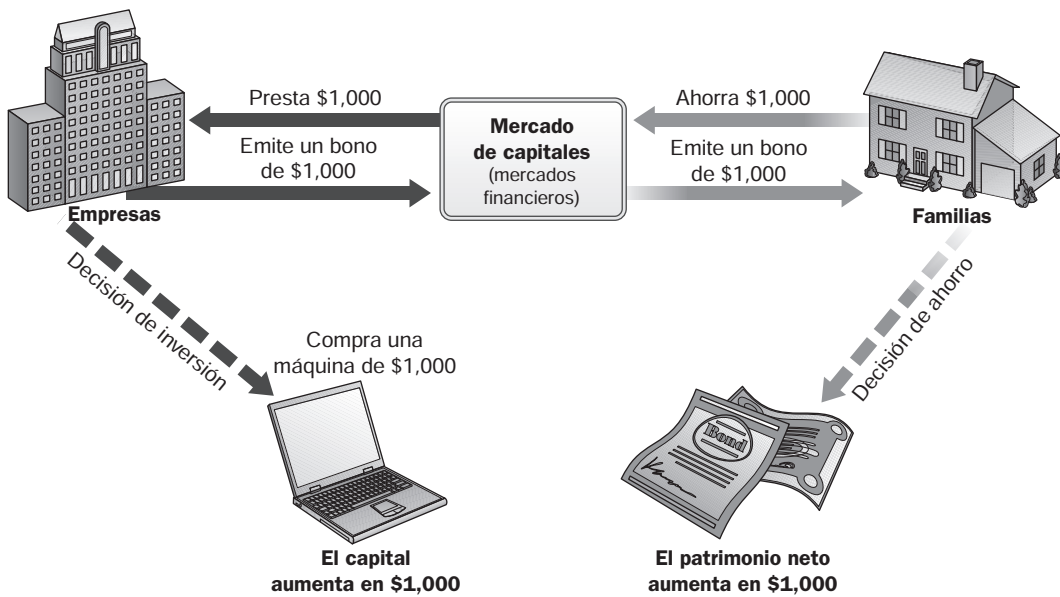 Presta $1,000
Emite un bono
de $1,000
Empresas
Mercado
de capitales
(mercados
financieros)
Ahorra $1,000
Emite un bono
de $1,000
Familias
Decisión de inversión
Decisión de ahorro
Compra una
máquina de $1,000
Bond
El capital
aumenta en $1,000
El patrimonio neto
aumenta en $1,000